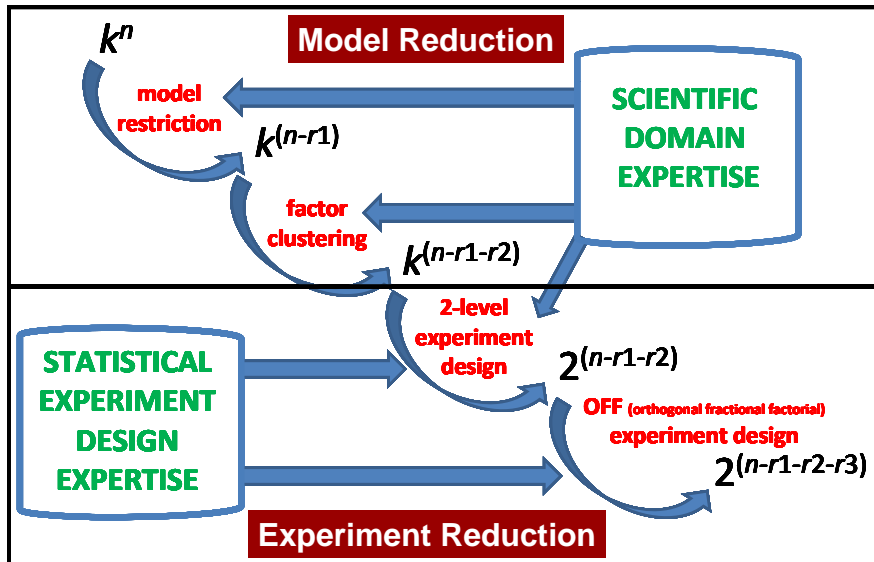 k^n
Model Reduction
model
restriction
SCIENTIFIC
DOMAIN
EXPERTISE
k^(n-r1)
factor
clustering
k^(n-r1-r2)
2-level
experiment
design
STATISTICAL
EXPERIMENT
DESIGN
EXPERTISE
2^(n-r1-r2)
OFF (orthogonal fractional factorial)
experiment design
2^(n-r1-r2-r3)
Experiment Reduction